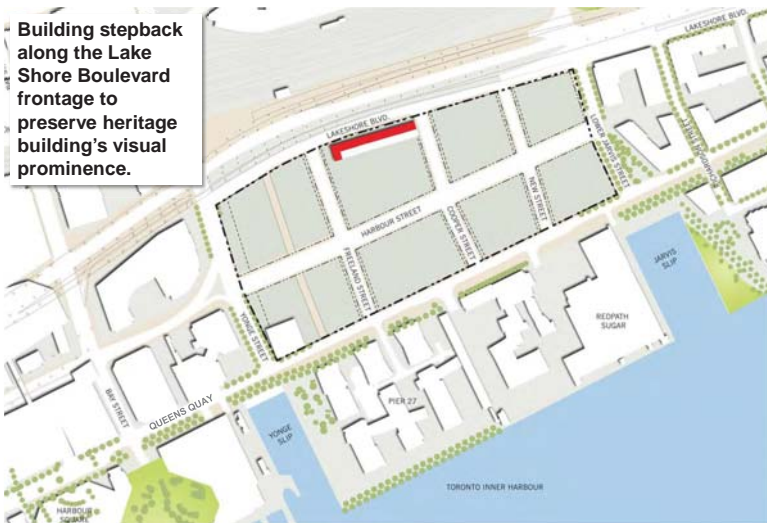 Building stepback
along the Lake
Shore Boulevard
frontage to
preserve heritage
building's visual
prominence.
LAKESHORE BLVD.
LAKESHORE BLVD.
LOWER JARVIS STREET
RICHARDSON STREET
HARBOUR STREET
NEW STREET
COOPER STREET
FREELAND STREET
YONGE STREET
JARVIS
SLIP
REDPATH
SUGAR
BAY STREET
QUEENS QUAY
PIER 27
YONGE
SLIP
TORONTO INNER HARBOUR
HARBOUR
SQUARE